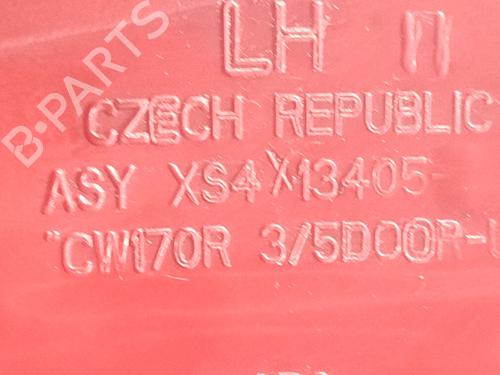 B-PARTS
LH
CZECH REPUBLIC
ASY XS4X13405-
"CW170R 3/5DOOR-